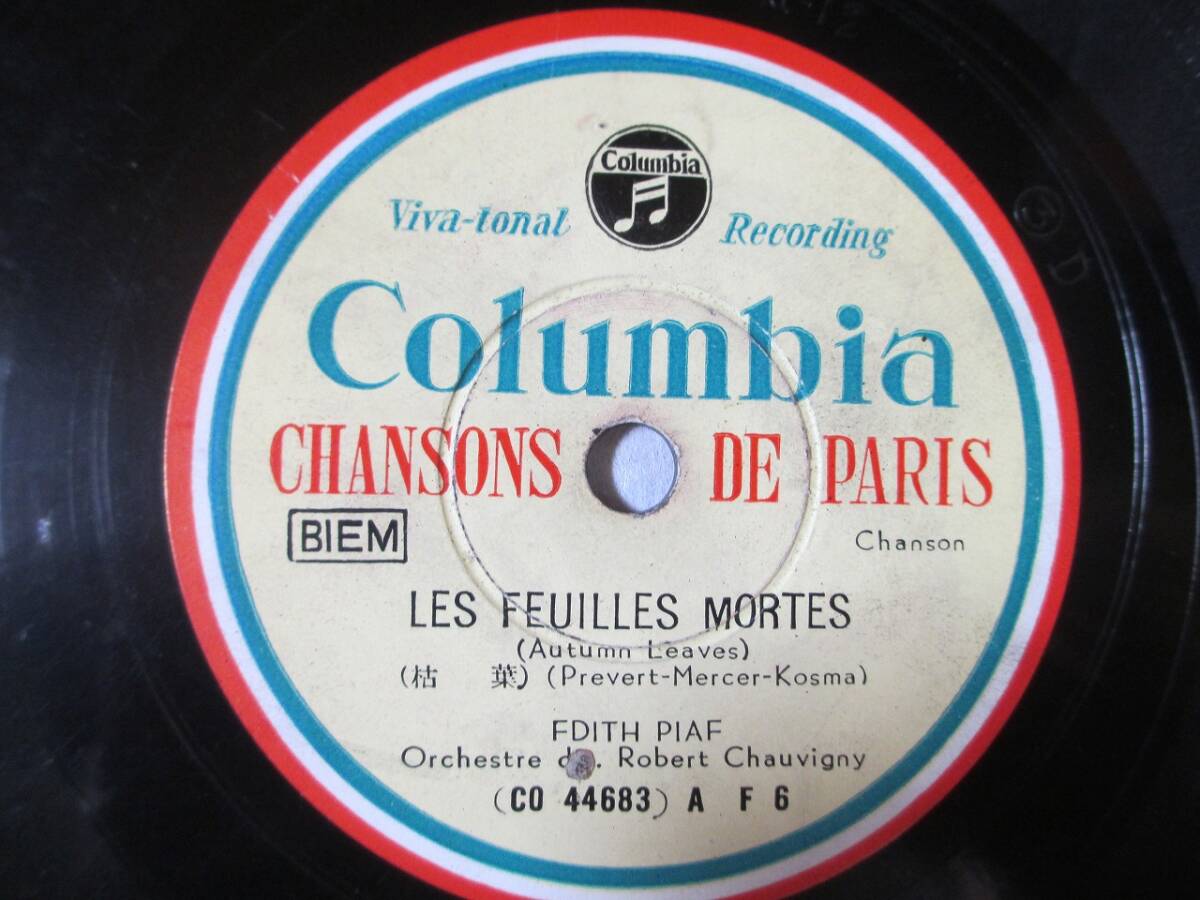 Columbia
Viva-tonal Recording
Columbia
CHANSONS DE PARIS
BIEM
Chanson
LES FEUILLES MORTES
(Autumn Leaves)
(枯 葉) (Prevert-Mercer-Kosma)
EDITH PIAF
Orchestre Robert Chauvigny
(CO 44683) A F 6
3 D